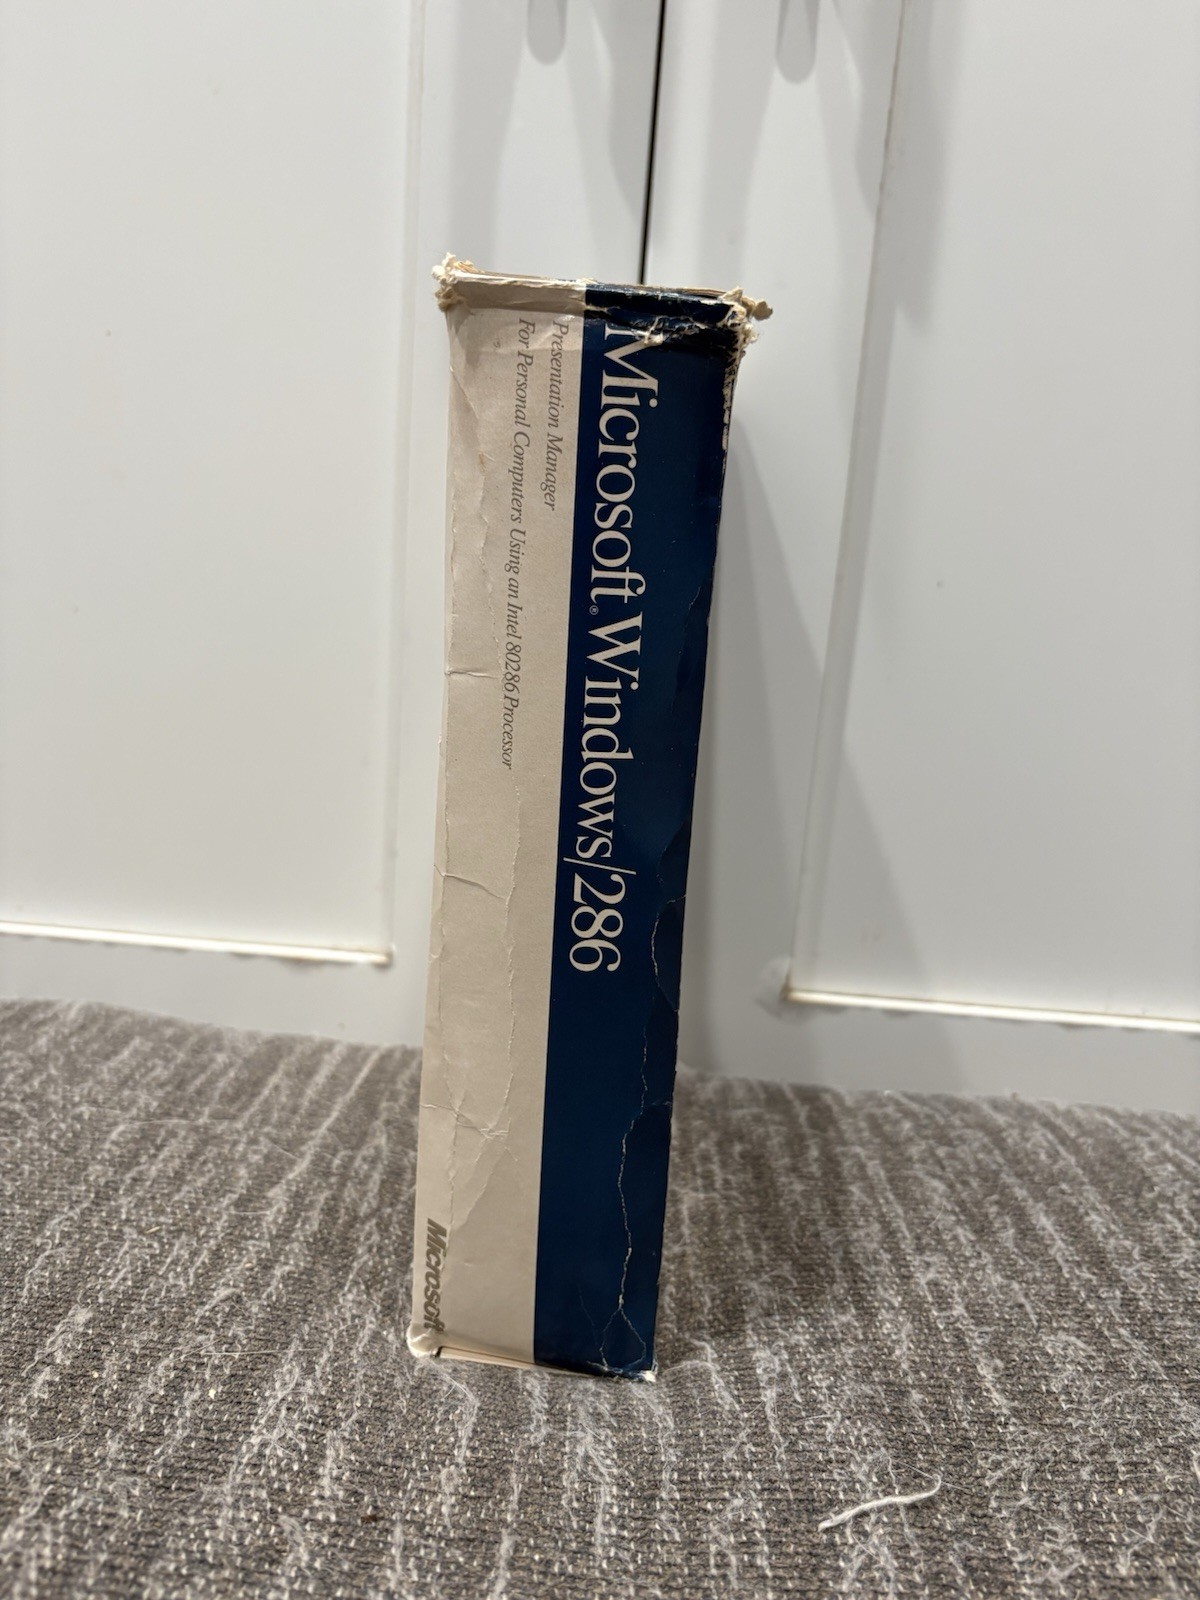 Microsoft® Windows/286
Presentation Manager
For Personal Computers Using an Intel 80286 Processor
Microsoft